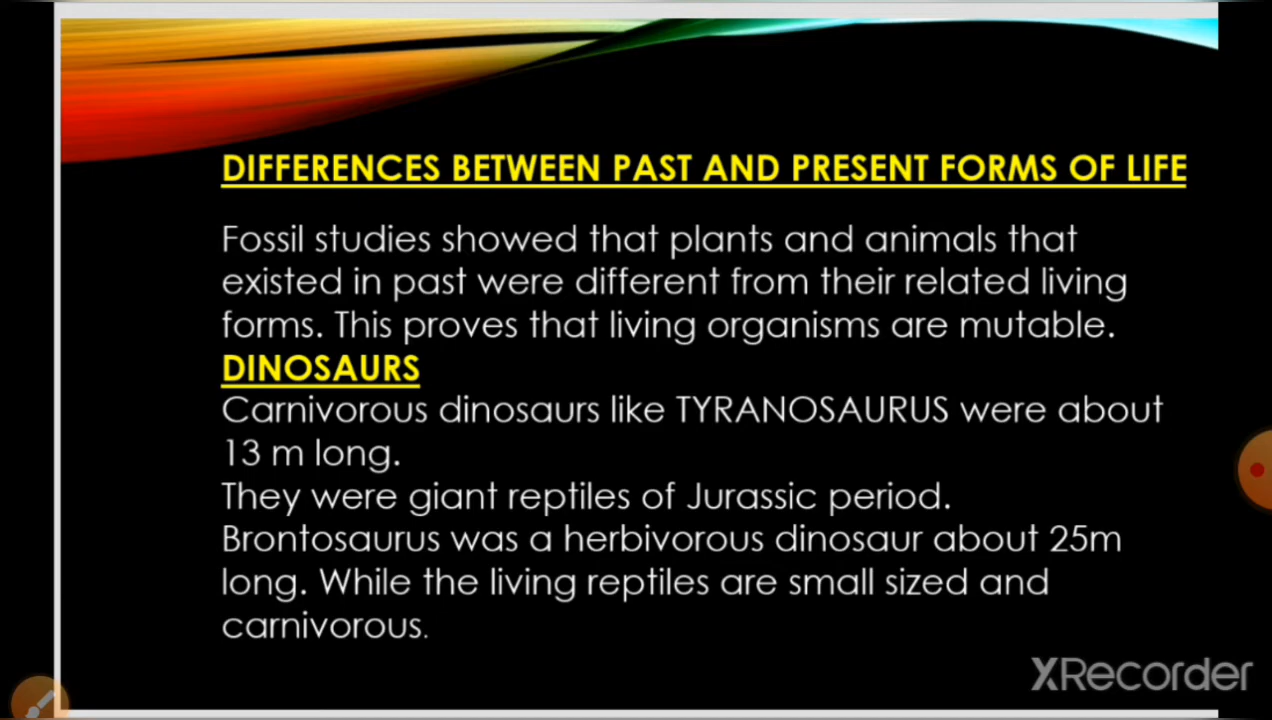 DIFFERENCES BETWEEN PAST AND PRESENT FORMS OF LIFE
Fossil studies showed that plants and animals that
existed in past were different from their related living
forms. This proves that living organisms are mutable.
DINOSAURS
Carnivorous dinosaurs like TYRANOSAURUS were about
13 m long.
They were giant reptiles of Jurassic period.
Brontosaurus was a herbivorous dinosaur about 25m
long. While the living reptiles are small sized and
carnivorous.
XRecorder